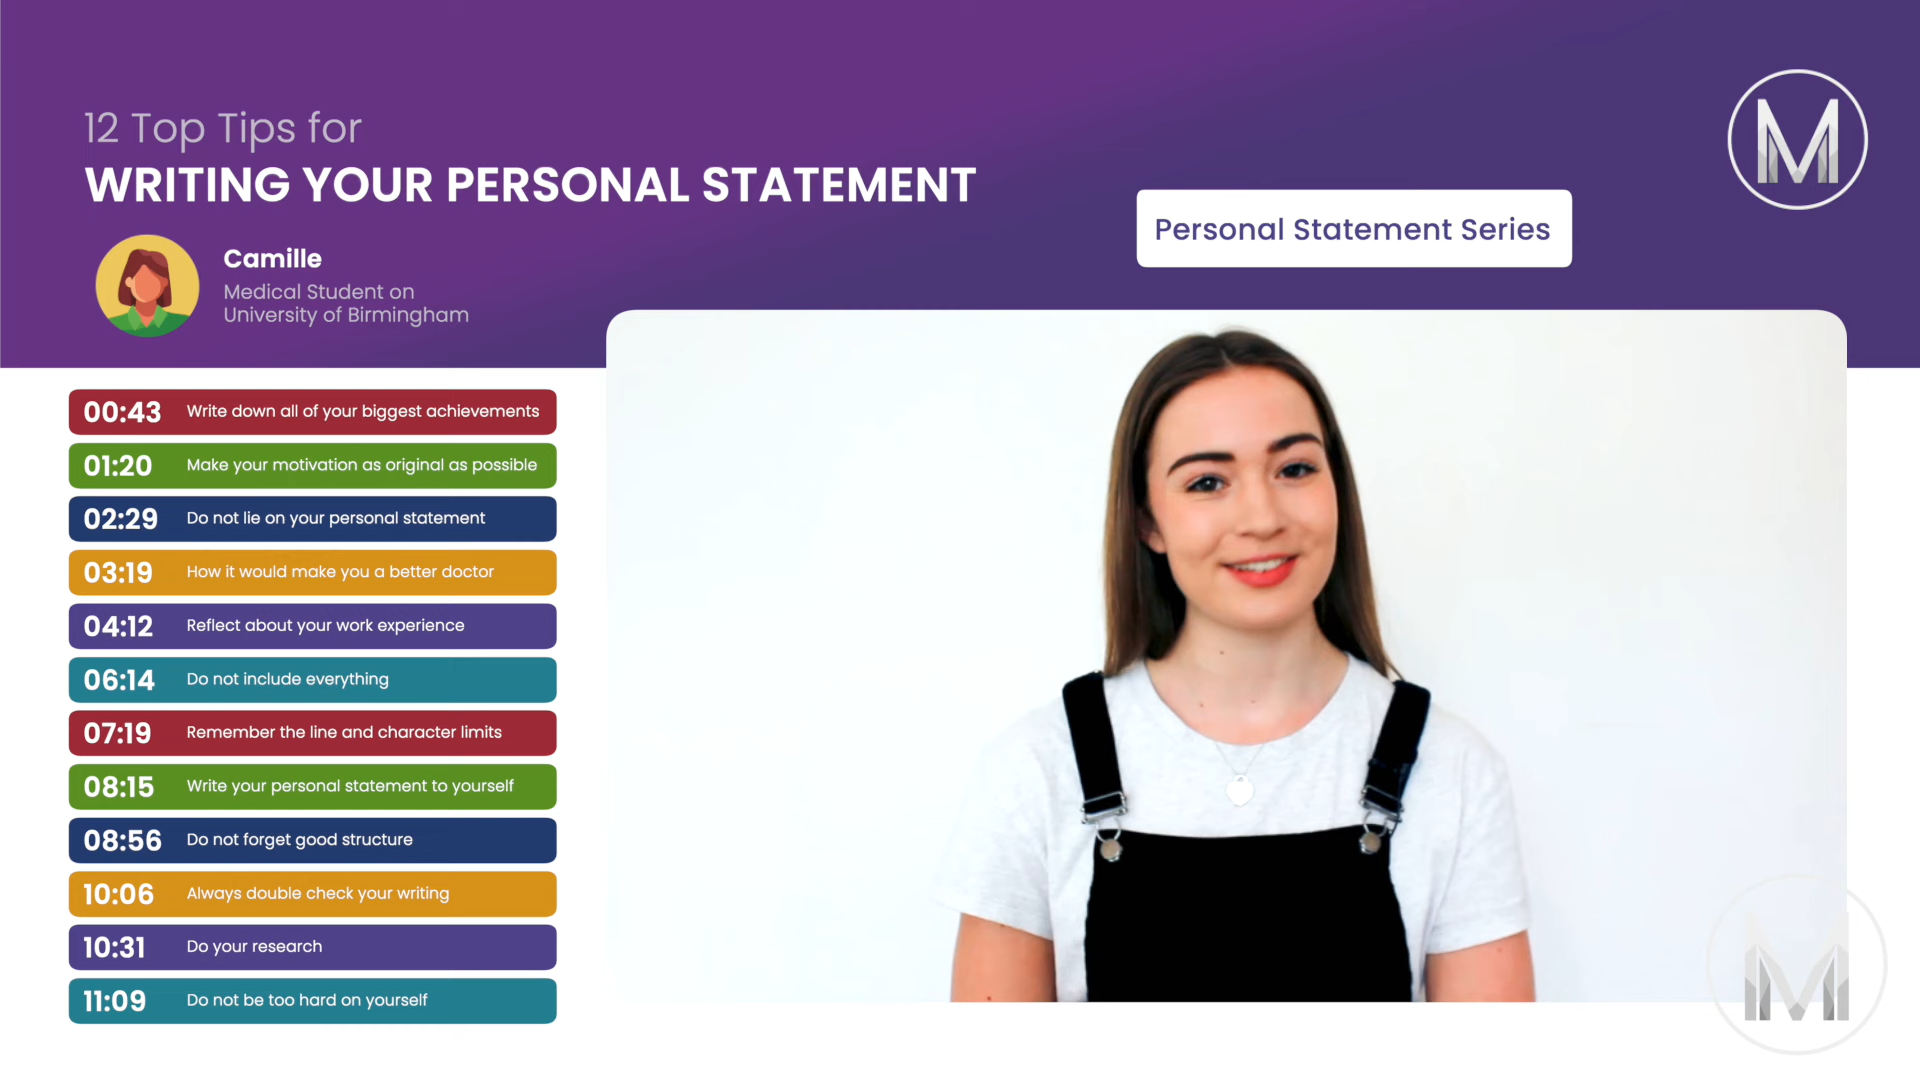 12 Top Tips for
WRITING YOUR PERSONAL STATEMENT
Camille
Medical Student on
University of Birmingham
Personal Statement Series
M
00:43 Write down all of your biggest achievements
01:20 Make your motivation as original as possible
02:29 Do not lie on your personal statement
03:19 How it would make you a better doctor
04:12 Reflect about your work experience
06:14 Do not include everything
07:19 Remember the line and character limits
08:15 Write your personal statement to yourself
08:56 Do not forget good structure
10:06 Always double check your writing
10:31 Do your research
11:09 Do not be too hard on yourself
M